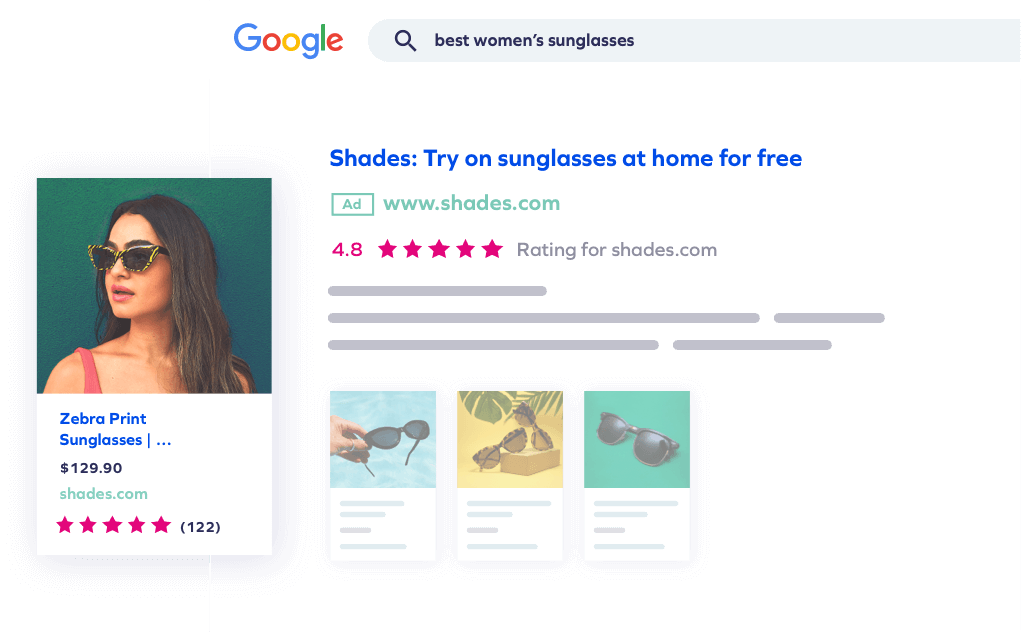 Google
best women’s sunglasses
Shades: Try on sunglasses at home for free
Ad www.shades.com
4.8 Rating for shades.com
Zebra Print
Sunglasses | ...
$129.90
shades.com
(122)